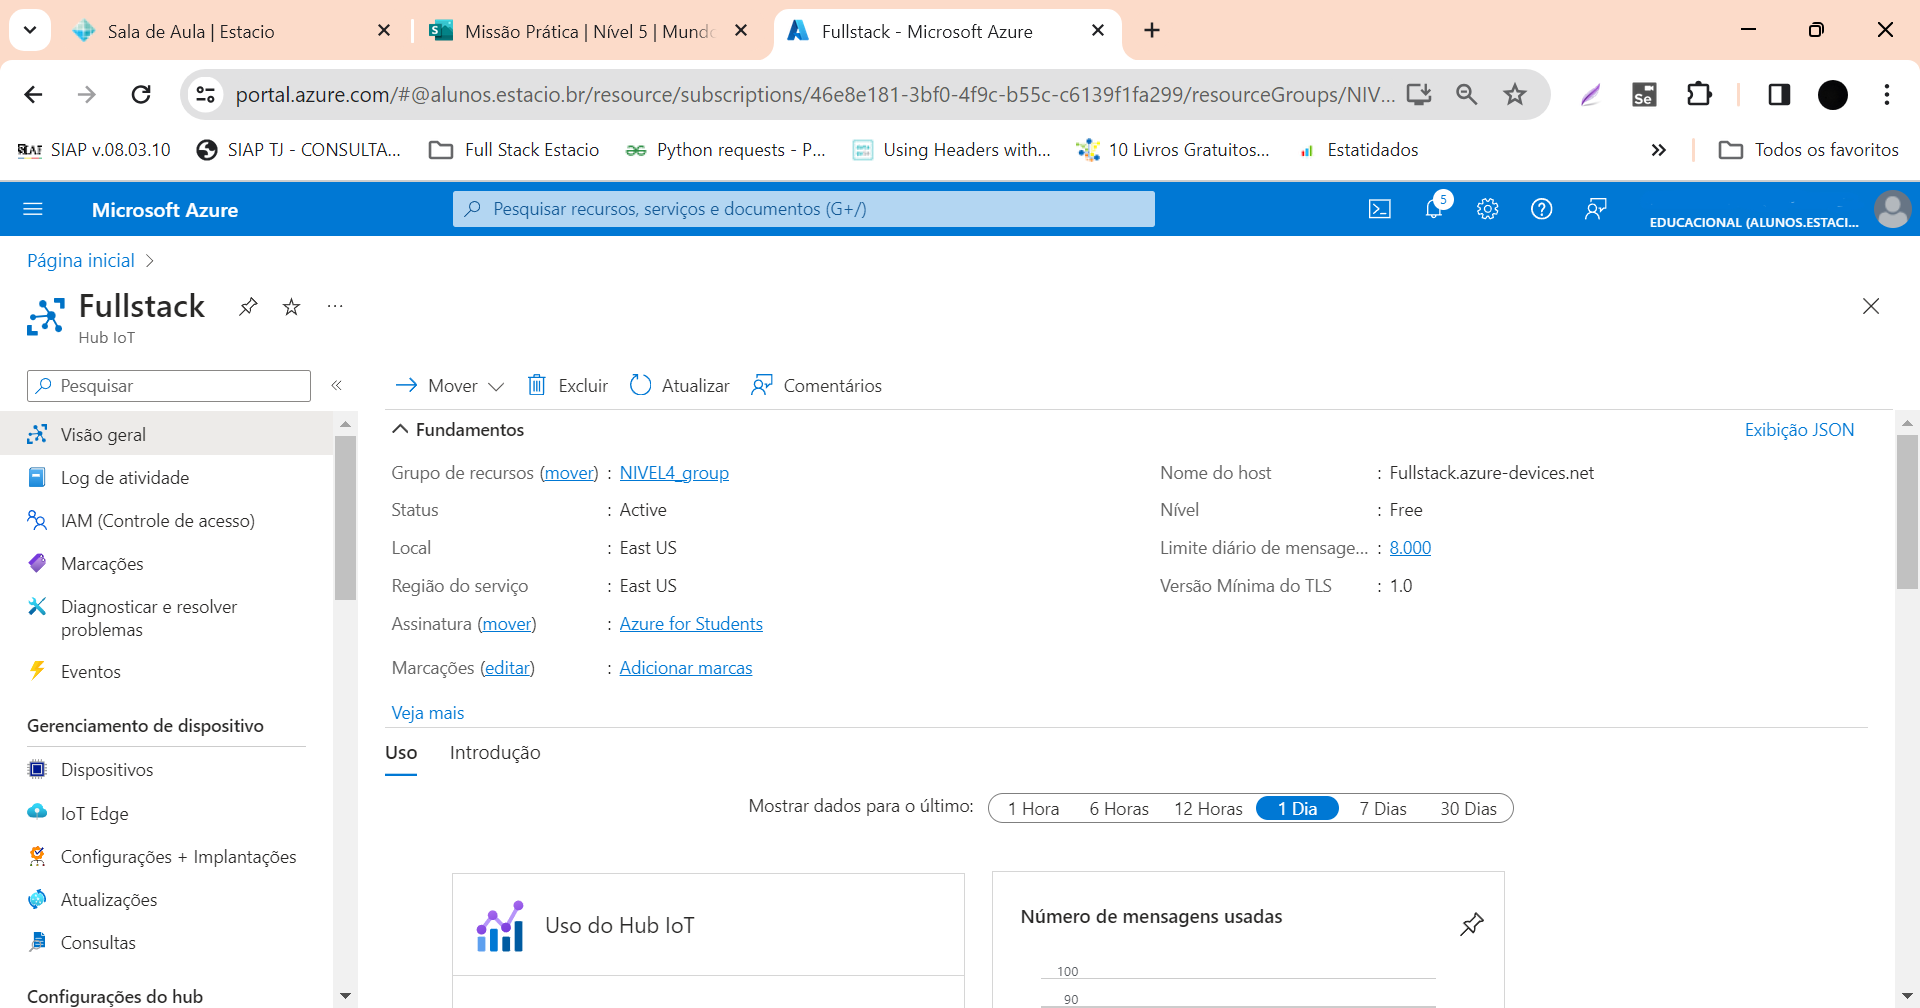 Sala de Aula | Estacio
Missão Prática | Nível 5 | Mund
Fullstack - Microsoft Azure
portal.azure.com/#@alunos.estacio.br/resource/subscriptions/46e8e181-3bf0-4f9c-b55c-c6139f1fa299/resourceGroups/NIV...
Se
SIAP v.08.03.10
SIAP TJ - CONSULTA...
Full Stack Estacio
Python requests - P...
Using Headers with...
10 Livros Gratuitos...
Estatidados
Todos os favoritos
Microsoft Azure
Pesquisar recursos, serviços e documentos (G+/)
5
EDUCACIONAL (ALUNOS.ESTACI...
Página inicial
Fullstack
Hub IoT
Pesquisar
Mover
Excluir
Atualizar
Comentários
Visão geral
Log de atividade
IAM (Controle de acesso)
Marcações
Diagnosticar e resolver
problemas
Eventos
Gerenciamento de dispositivo
Dispositivos
IoT Edge
Configurações + Implantações
Atualizações
Consultas
Configurações do hub
Fundamentos
Exibição JSON
Grupo de recursos (mover) : NIVEL4_group
Status : Active
Local : East US
Região do serviço : East US
Assinatura (mover) : Azure for Students
Marcações (editar) : Adicionar marcas
Nome do host : Fullstack.azure-devices.net
Nível : Free
Limite diário de mensage... : 8.000
Versão Mínima do TLS : 1.0
Veja mais
Uso
Introdução
Mostrar dados para o último: 1 Hora 6 Horas 12 Horas 1 Dia 7 Dias 30 Dias
Uso do Hub IoT
Número de mensagens usadas
100
90